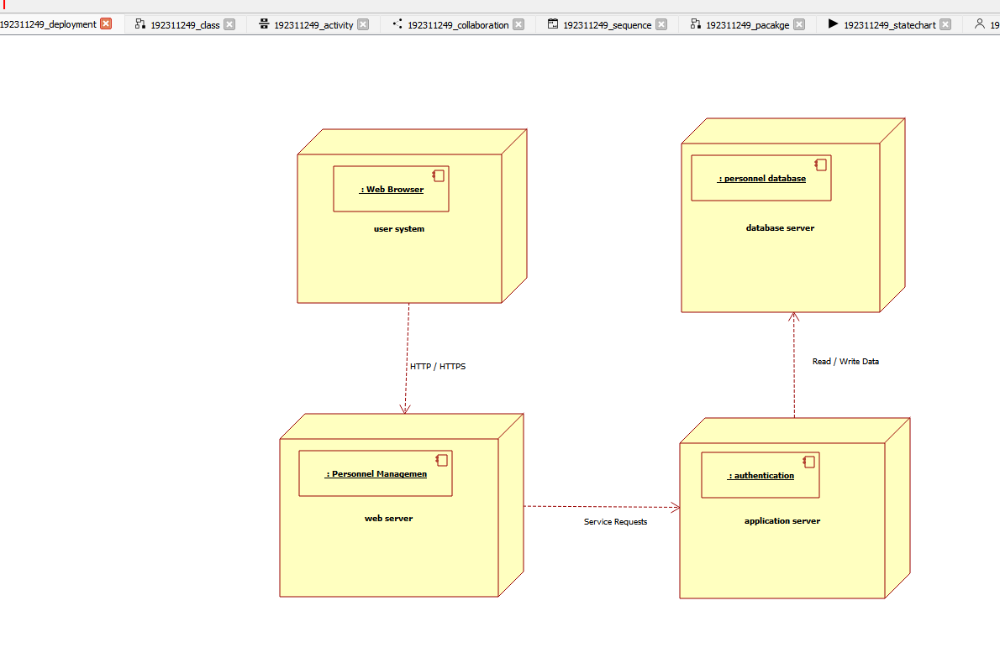 192311249_deployment
192311249_class
192311249_activity
192311249_collaboration
192311249_sequence
192311249_pacakge
192311249_statechart
19
: Web Browser
user system
: personnel database
database server
HTTP / HTTPS
Read / Write Data
: Personnel Managemen
web server
: authentication
application server
Service Requests